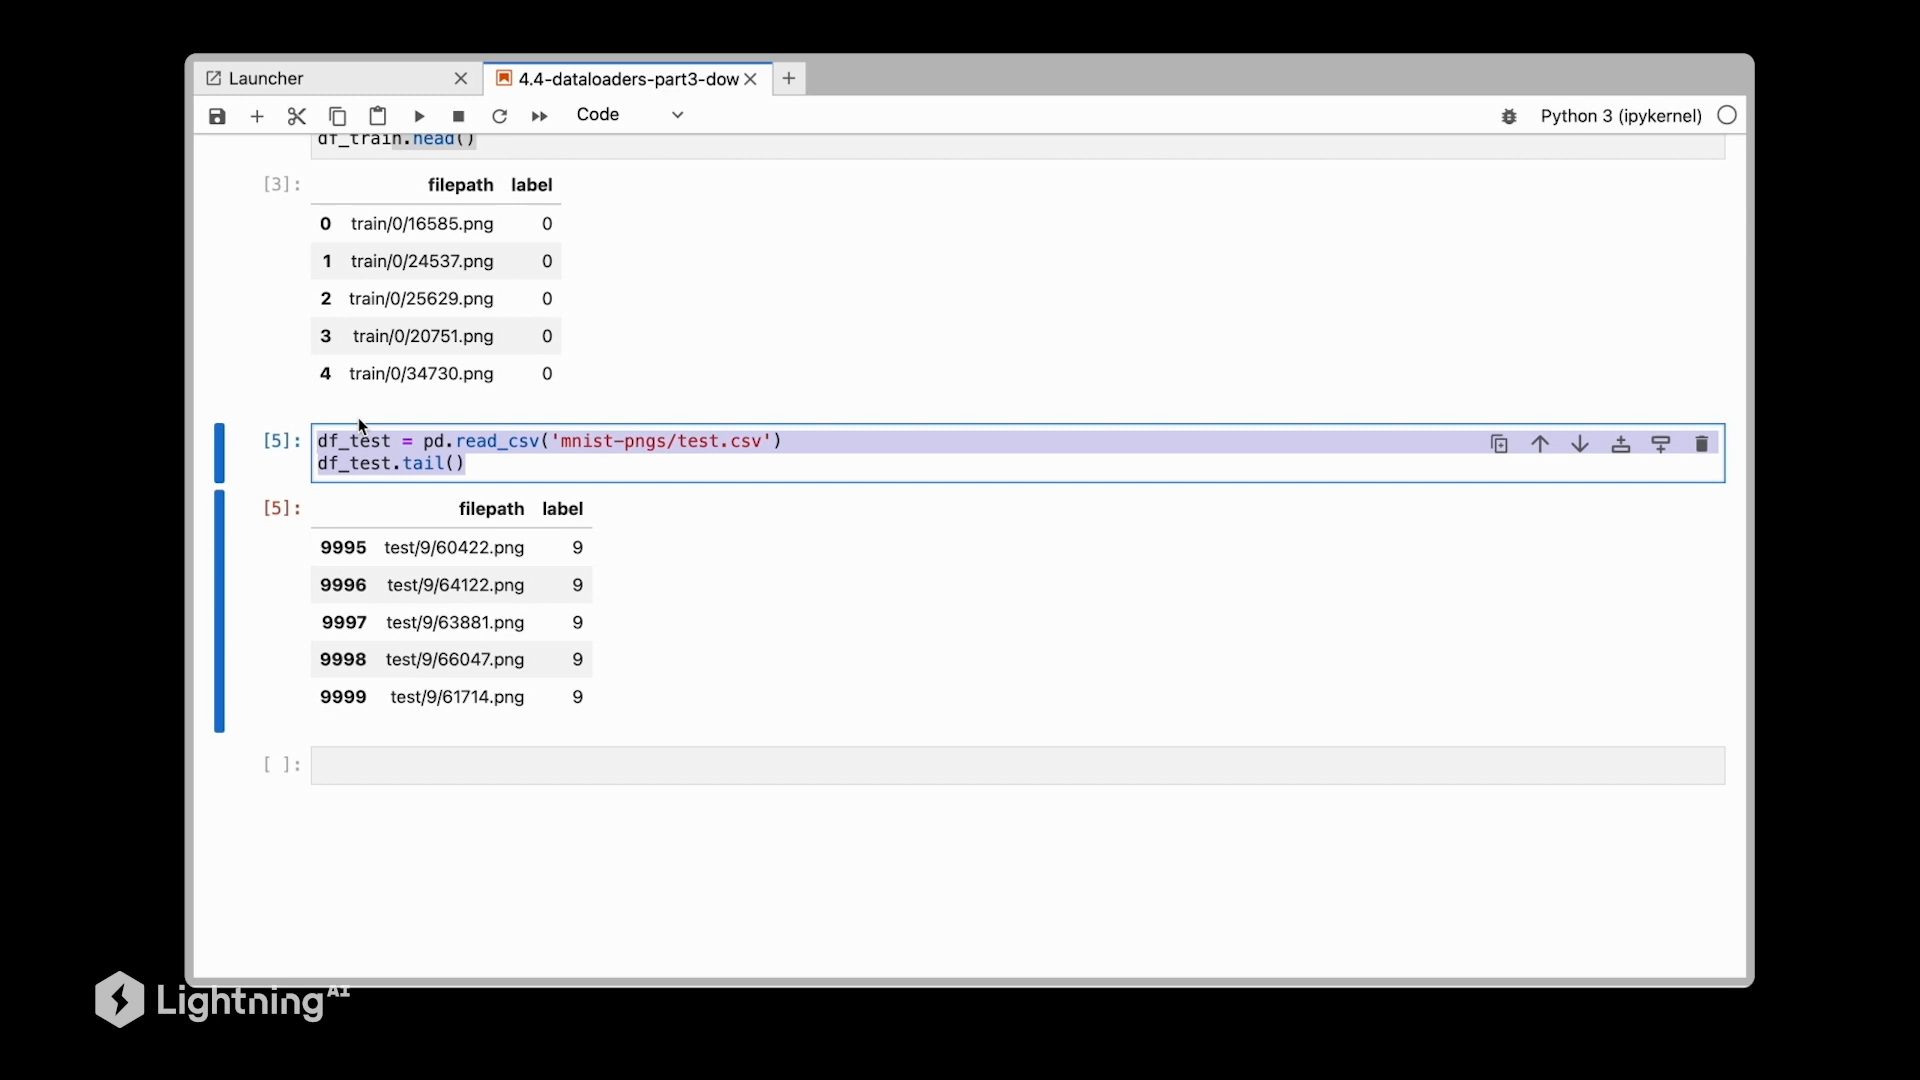 Launcher
4.4-dataloaders-part3-dow
Code
Python 3 (ipykernel)
df_train.head()
[3]:
filepath label
0 train/0/16585.png 0
1 train/0/24537.png 0
2 train/0/25629.png 0
3 train/0/20751.png 0
4 train/0/34730.png 0
[5]: df_test = pd.read_csv('mnist-pngs/test.csv')
df_test.tail()
[5]:
filepath label
9995 test/9/60422.png 9
9996 test/9/64122.png 9
9997 test/9/63881.png 9
9998 test/9/66047.png 9
9999 test/9/61714.png 9
[ ]:
Lightning AI